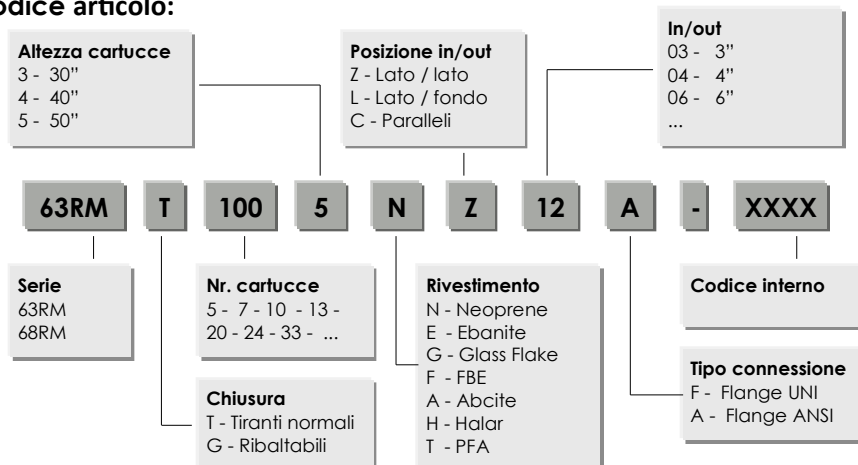 odice articolo:
Altezza cartucce
3 - 30”
4 - 40”
5 - 50”
Posizione in/out
Z - Lato / lato
L - Lato / fondo
C - Paralleli
In/out
03 - 3”
04 - 4”
06 - 6”
...
63RM T 100 5 N Z 12 A - XXXX
Serie
63RM
68RM
Nr. cartucce
5 - 7 - 10 - 13 -
20 - 24 - 33 - ...
Chiusura
T - Tiranti normali
G - Ribaltabili
Rivestimento
N - Neoprene
E - Ebanite
G - Glass Flake
F - FBE
A - Abcite
H - Halar
T - PFA
Codice interno
Tipo connessione
F - Flange UNI
A - Flange ANSI